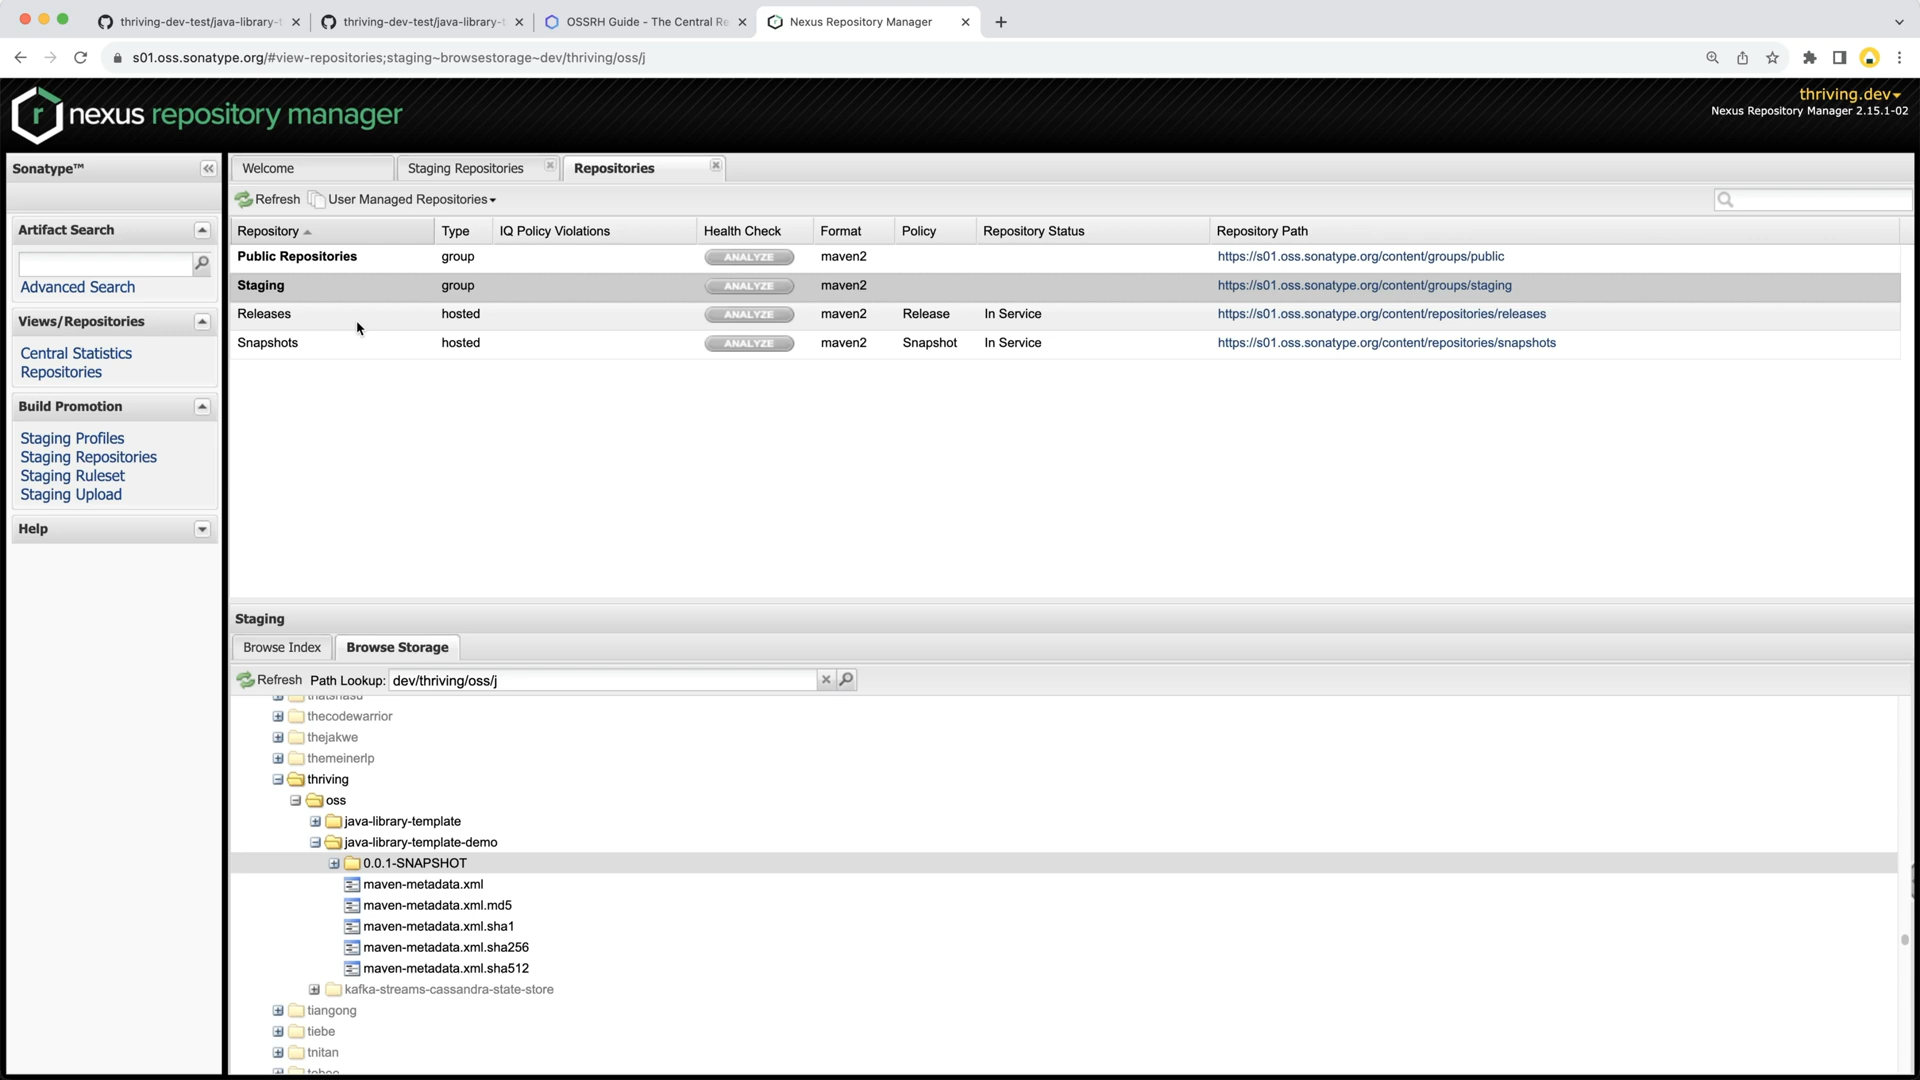 thriving-dev-test/java-library-t
thriving-dev-test/java-library-t
OSSRH Guide - The Central Re
Nexus Repository Manager
s01.oss.sonatype.org/#view-repositories;staging~browsestorage~dev/thriving/oss/j
nexus repository manager
thriving.dev
Nexus Repository Manager 2.15.1-02
Sonatype™
Welcome
Staging Repositories
Repositories
Refresh
User Managed Repositories
Artifact Search
Advanced Search
Views/Repositories
Central Statistics
Repositories
Build Promotion
Staging Profiles
Staging Repositories
Staging Ruleset
Staging Upload
Help
Repository Type IQ Policy Violations Health Check Format Policy Repository Status Repository Path
Public Repositories group ANALYZE maven2 https://s01.oss.sonatype.org/content/groups/public
Staging group ANALYZE maven2 https://s01.oss.sonatype.org/content/groups/staging
Releases hosted ANALYZE maven2 Release In Service https://s01.oss.sonatype.org/content/repositories/releases
Snapshots hosted ANALYZE maven2 Snapshot In Service https://s01.oss.sonatype.org/content/repositories/snapshots
Staging
Browse Index
Browse Storage
Refresh Path Lookup: dev/thriving/oss/j
thecodewarrior
thejakwe
themeinerlp
thriving
oss
java-library-template
java-library-template-demo
0.0.1-SNAPSHOT
maven-metadata.xml
maven-metadata.xml.md5
maven-metadata.xml.sha1
maven-metadata.xml.sha256
maven-metadata.xml.sha512
kafka-streams-cassandra-state-store
tiangong
tiebe
tnitan